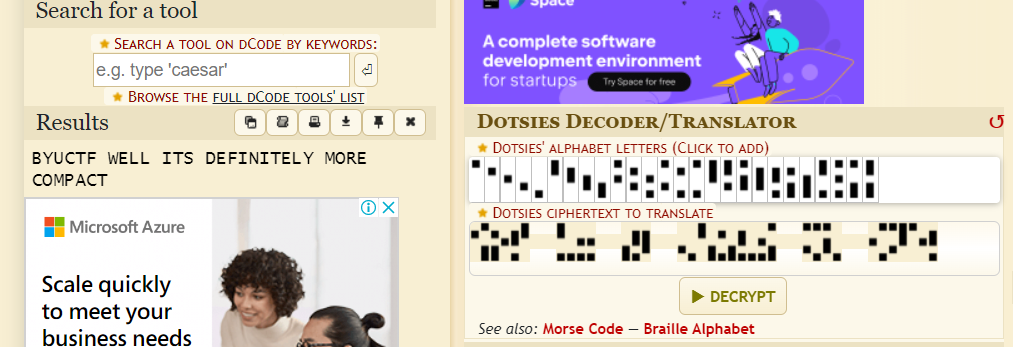 Search for a tool
★ SEARCH A TOOL ON DCODE BY KEYWORDS:
e.g. type 'caesar'
★ BROWSE THE FULL DCODE TOOLS' LIST
Results
BYUCTF WELL ITS DEFINITELY MORE
COMPACT
Microsoft Azure
Scale quickly
to meet your
business needs
Space
A complete software
development environment
for startups
Try Space for free
DOTSIES DECODER/TRANSLATOR
★ DOTSIES' ALPHABET LETTERS (CLICK TO ADD)
★ DOTSIES CIPHERTEXT TO TRANSLATE
▶ DECRYPT
See also: Morse Code — Braille Alphabet